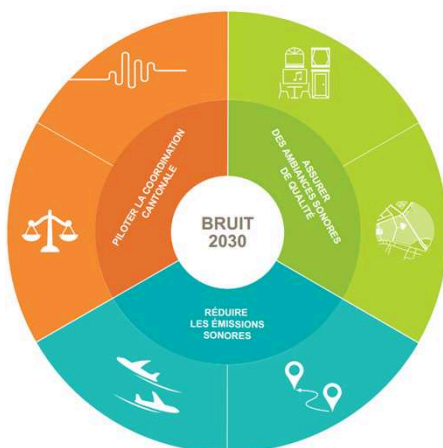 BRUIT
2030
PILOTER LA COORDINATION
CANTONALE
ASSURER
DES AMBIANCES SONORES
DE QUALITÉ
RÉDUIRE
LES ÉMISSIONS
SONORES